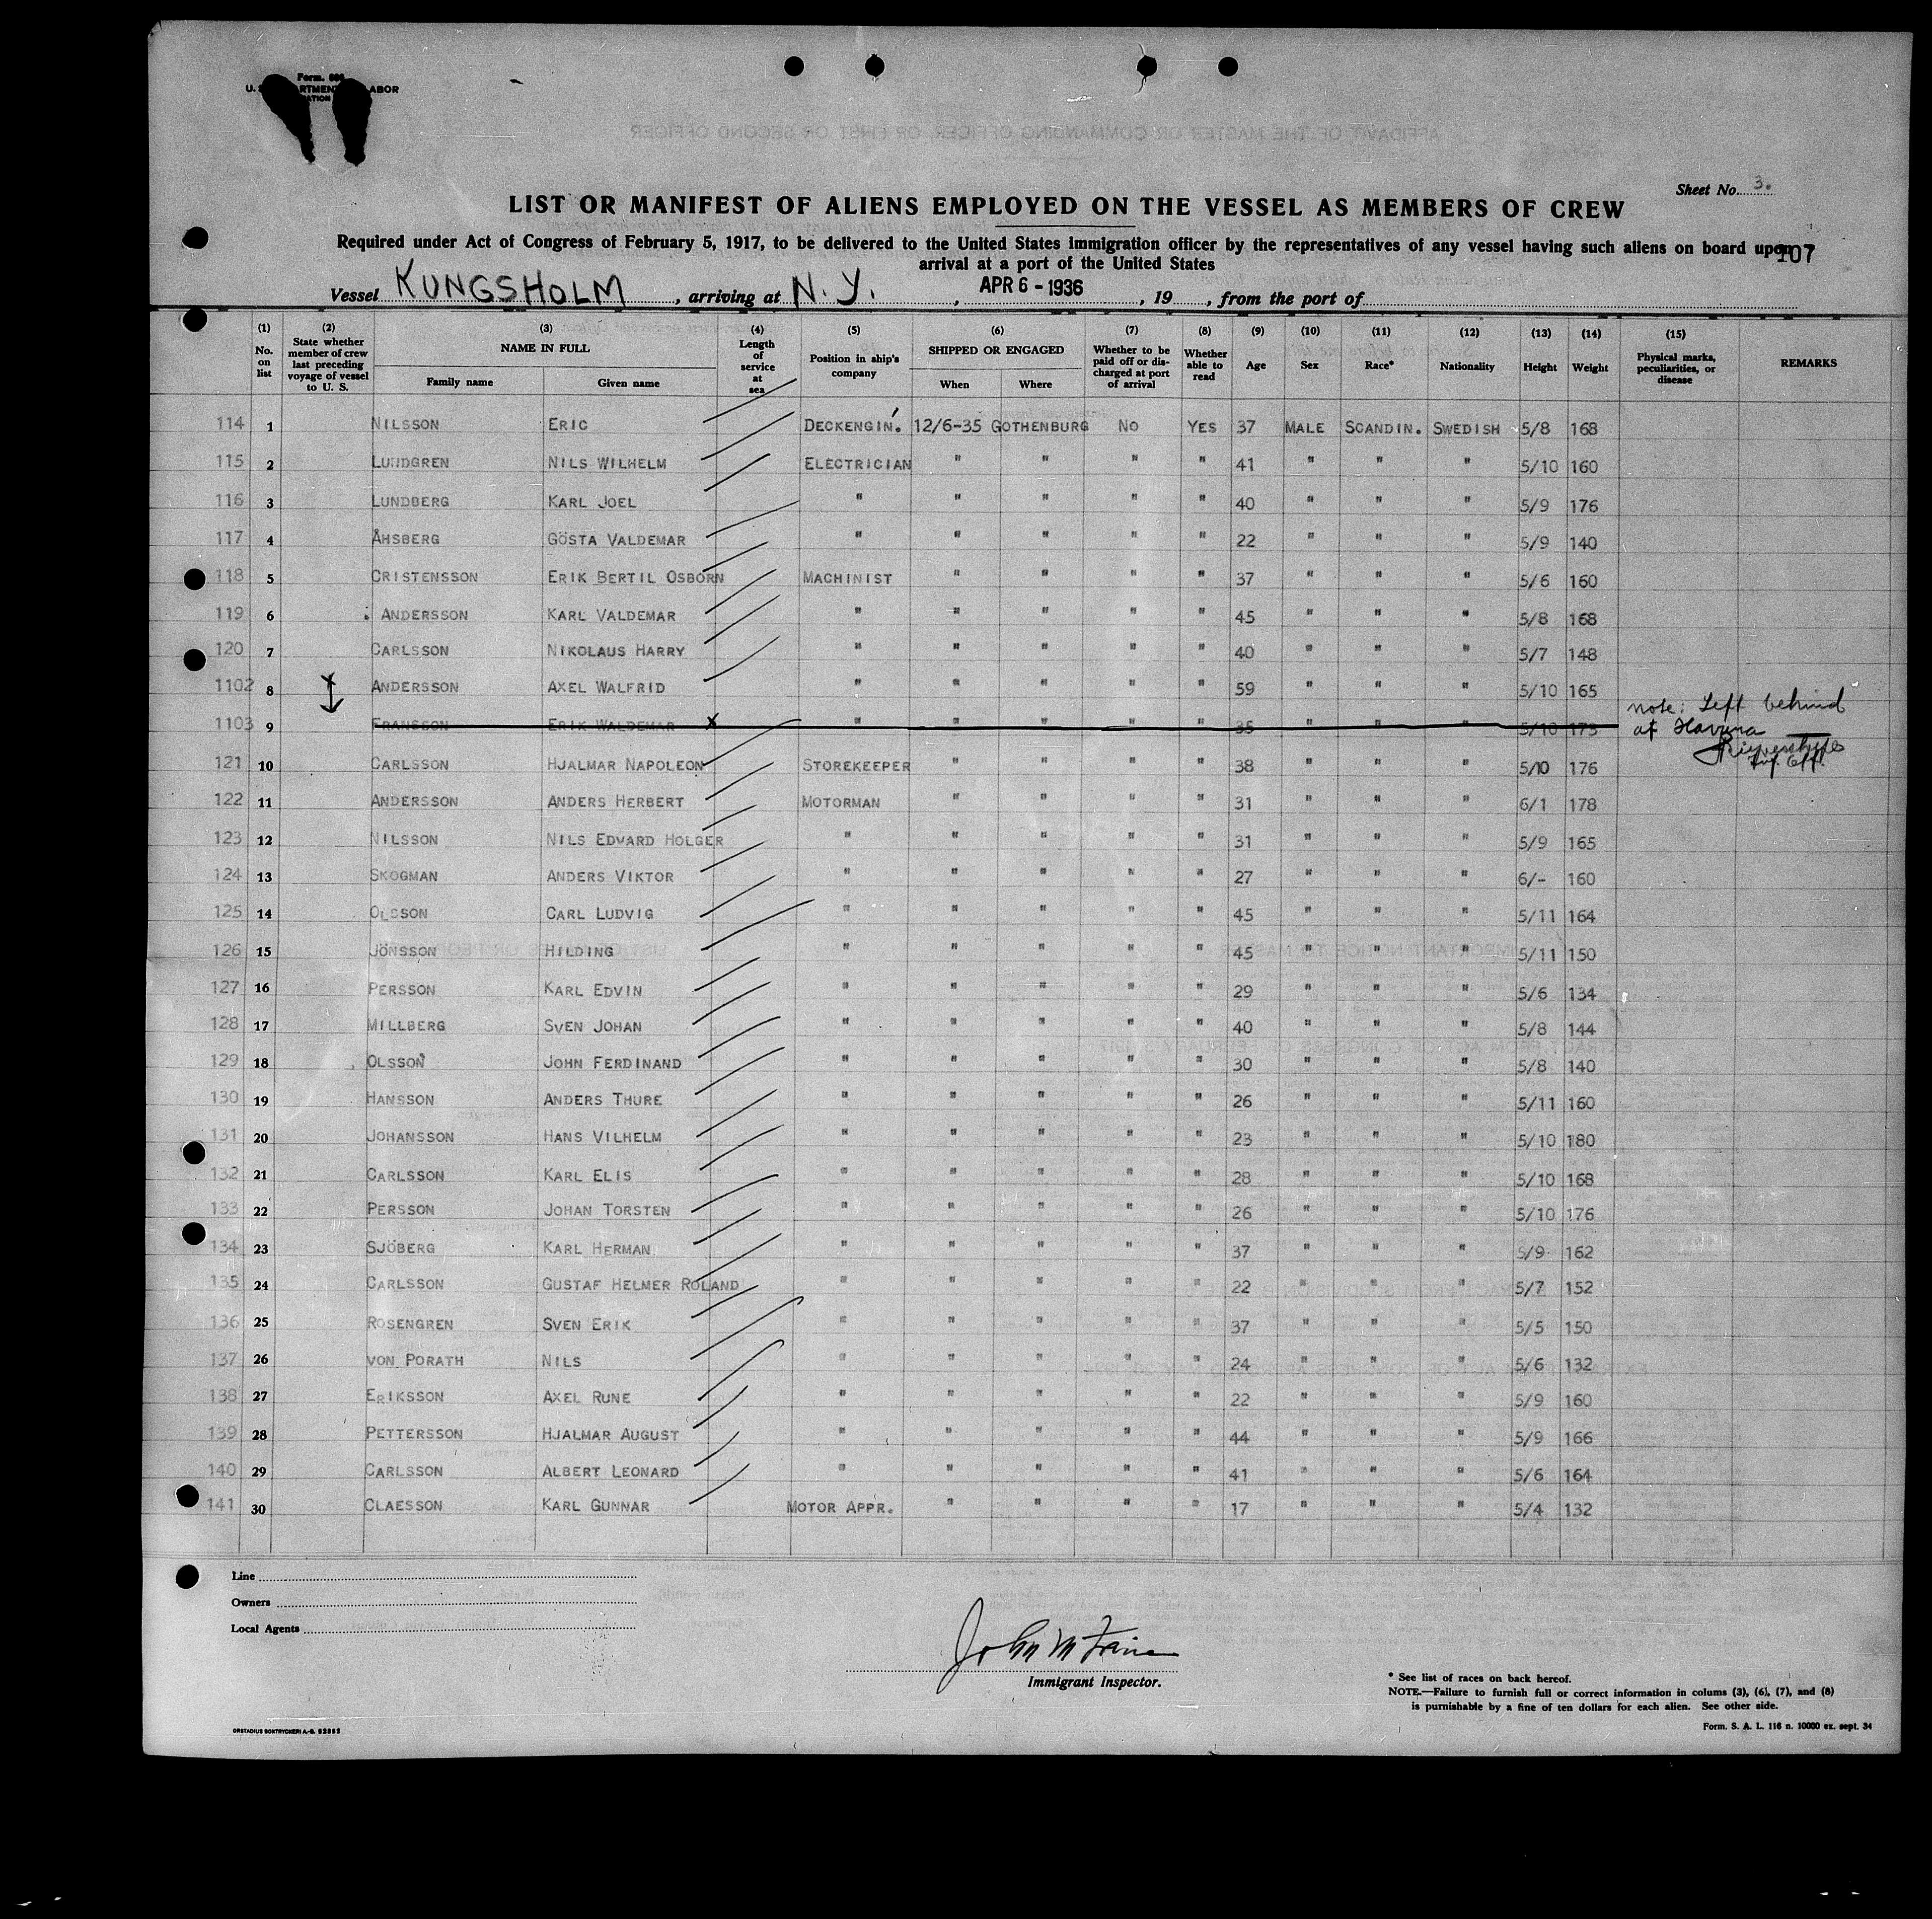 Form. 680
U. S. DEPARTMENT OF LABOR
Sheet No. 3.
LIST OR MANIFEST OF ALIENS EMPLOYED ON THE VESSEL AS MEMBERS OF CREW
Required under Act of Congress of February 5, 1917, to be delivered to the United States immigration officer by the representatives of any vessel having such aliens on board upon
arrival at a port of the United States
107
Vessel KUNGSHOLM, arriving at N. Y., APR 6 - 1936, 19, from the port of
(1) No. on list (2) State whether member of crew last preceding voyage of vessel to U. S. (3) NAME IN FULL Family name Given name (4) Length of service at sea (5) Position in ship's company (6) SHIPPED OR ENGAGED When Where (7) Whether to be paid off or discharged at port of arrival (8) Whether able to read (9) Age (10) Sex (11) Race* (12) Nationality (13) Height (14) Weight (15) Physical marks, peculiarities, or disease REMARKS
114 1 NILSSON ERIC DECKENGIN. 12/6-35 GOTHENBURG NO YES 37 MALE SCANDIN. SWEDISH 5/8 168
115 2 LUNDGREN NILS WILHELM ELECTRICIAN " " " " 41 " " " 5/10 160
116 3 LUNDBERG KARL JOEL " " " " " 40 " " " 5/9 176
117 4 ÅHSBERG GÖSTA VALDEMAR " " " " " 22 " " " 5/9 140
118 5 CRISTENSSON ERIK BERTIL OSBORN MACHINIST " " " " 37 " " " 5/6 160
119 6 ANDERSSON KARL VALDEMAR " " " " " 45 " " " 5/8 168
120 7 CARLSSON NIKOLAUS HARRY " " " " " 40 " " " 5/7 148
1102 8 x ANDERSSON AXEL WALFRID " " " " " 59 " " " 5/10 165
1103 9 FRANSSON ERIK WALDEMAR x " " " " " 35 " " " 5/10 173 note: Left behind
at Havana
121 10 CARLSSON HJALMAR NAPOLEON STOREKEEPER " " " " 38 " " " 5/10 176
122 11 ANDERSSON ANDERS HERBERT MOTORMAN " " " " 31 " " " 6/1 178
123 12 NILSSON NILS EDVARD HOLGER " " " " " 31 " " " 5/9 165
124 13 SKOGMAN ANDERS VIKTOR " " " " " 27 " " " 6/- 160
125 14 OLSSON CARL LUDVIG " " " " " 45 " " " 5/11 164
126 15 JÖNSSON HILDING " " " " " 45 " " " 5/11 150
127 16 PERSSON KARL EDVIN " " " " " 29 " " " 5/6 134
128 17 MILLBERG SVEN JOHAN " " " " " 40 " " " 5/8 144
129 18 OLSSON JOHN FERDINAND " " " " " 30 " " " 5/8 140
130 19 HANSSON ANDERS THURE " " " " " 26 " " " 5/11 160
131 20 JOHANSSON HANS VILHELM " " " " " 23 " " " 5/10 180
132 21 CARLSSON KARL ELIS " " " " " 28 " " " 5/10 168
133 22 PERSSON JOHAN TORSTEN " " " " " 26 " " " 5/10 176
134 23 SJÖBERG KARL HERMAN " " " " " 37 " " " 5/9 162
135 24 CARLSSON GUSTAF HELMER ROLAND " " " " " 22 " " " 5/7 152
136 25 ROSENGREN SVEN ERIK " " " " " 37 " " " 5/5 150
137 26 VON PORATH NILS " " " " " 24 " " " 5/6 132
138 27 ERIKSSON AXEL RUNE " " " " " 22 " " " 5/9 160
139 28 PETTERSSON HJALMAR AUGUST " " " " " 44 " " " 5/9 166
140 29 CARLSSON ALBERT LEONARD " " " " " 41 " " " 5/6 164
141 30 CLAESSON KARL GUNNAR MOTOR APPR. " " " " 17 " " " 5/4 132
Line
Owners
Local Agents
John M
Immigrant Inspector.
* See list of races on back hereof.
NOTE.—Failure to furnish full or correct information in colums (3), (6), (7), and (8)
is punishable by a fine of ten dollars for each alien. See other side.
ORSTADIUS BOKTRYCKERI A.-B. 52852
Form. S. A. L. 116 n. 10000 ex. sept. 34